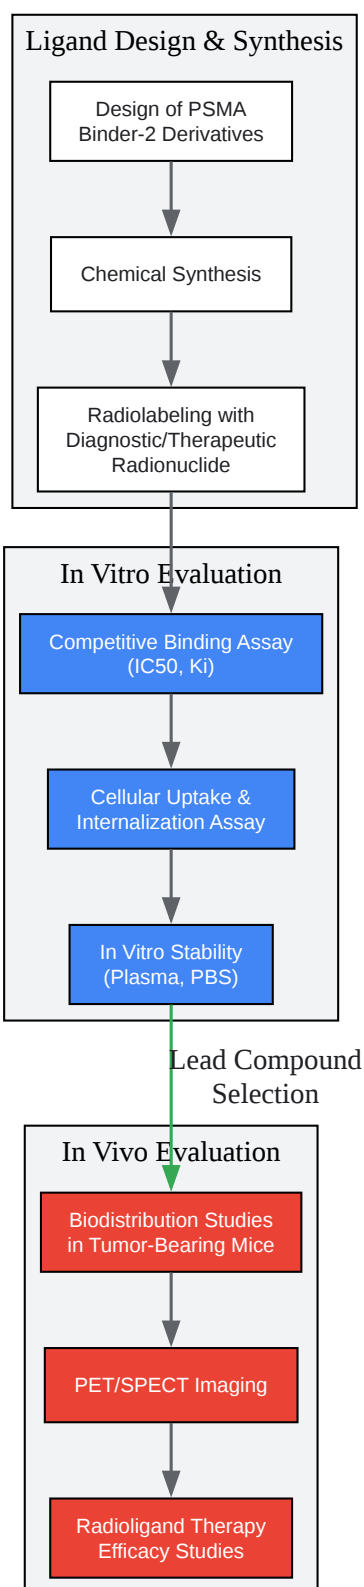 Ligand Design & Synthesis
Design of PSMA
Binder-2 Derivatives
Chemical Synthesis
Radiolabeling with
Diagnostic/Therapeutic
Radionuclide
In Vitro Evaluation
Competitive Binding Assay
(IC50, Ki)
Cellular Uptake &
Internalization Assay
In Vitro Stability
(Plasma, PBS)
Lead Compound
Selection
In Vivo Evaluation
Biodistribution Studies
in Tumor-Bearing Mice
PET/SPECT Imaging
Radioligand Therapy
Efficacy Studies